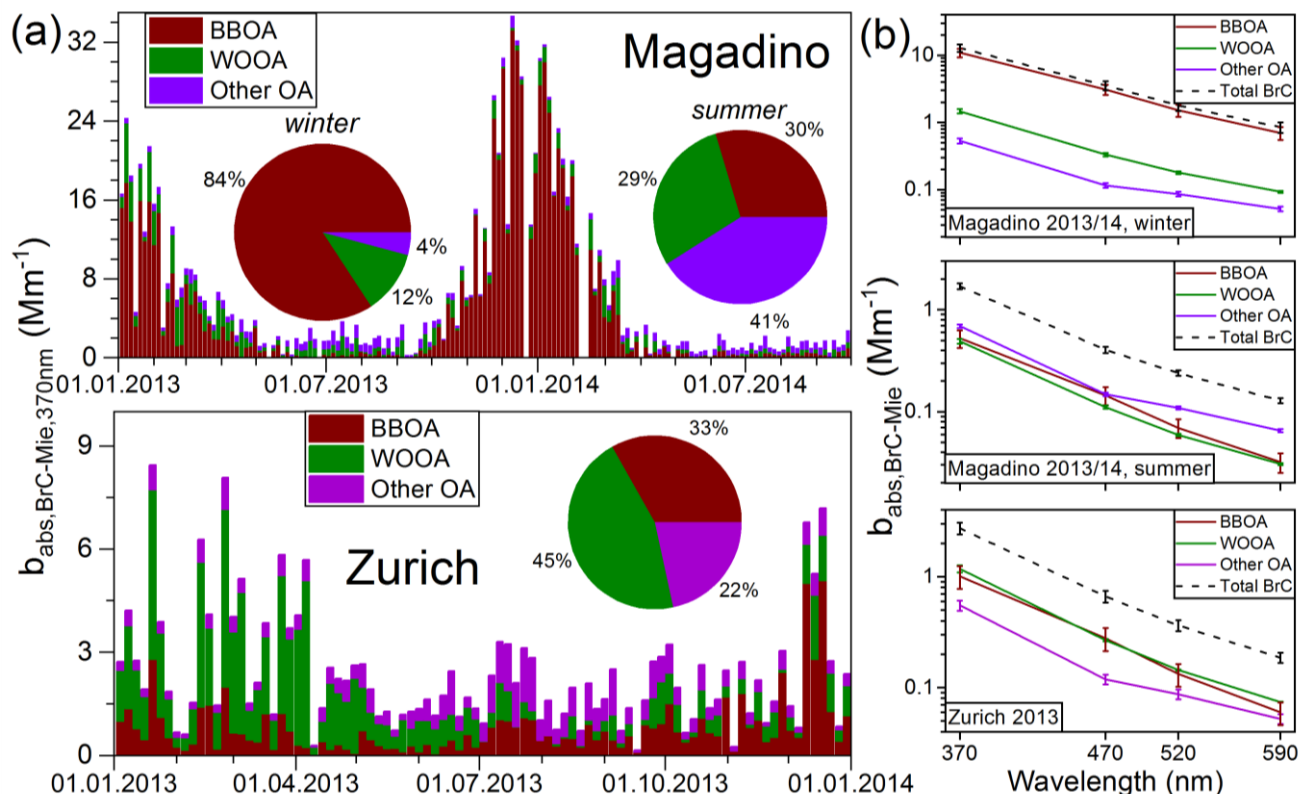 (a)
BBOA
WOOA
Other OA
Magadino
winter
84%
4%
12%
summer
30%
29%
41%
32
24
16
8
0
01.01.2013
01.07.2013
01.01.2014
01.07.2014
b_abs,BrC-Mie,370nm (Mm⁻¹)
BBOA
WOOA
Other OA
Zurich
33%
45%
22%
9
6
3
0
01.01.2013
01.04.2013
01.07.2013
01.10.2013
01.01.2014
(b)
BBOA
WOOA
Other OA
Total BrC
10
1
0.1
Magadino 2013/14, winter
b_abs,BrC-Mie (Mm⁻¹)
BBOA
WOOA
Other OA
Total BrC
1
0.1
Magadino 2013/14, summer
BBOA
WOOA
Other OA
Total BrC
1
0.1
Zurich 2013
370
470
520
590
Wavelength (nm)